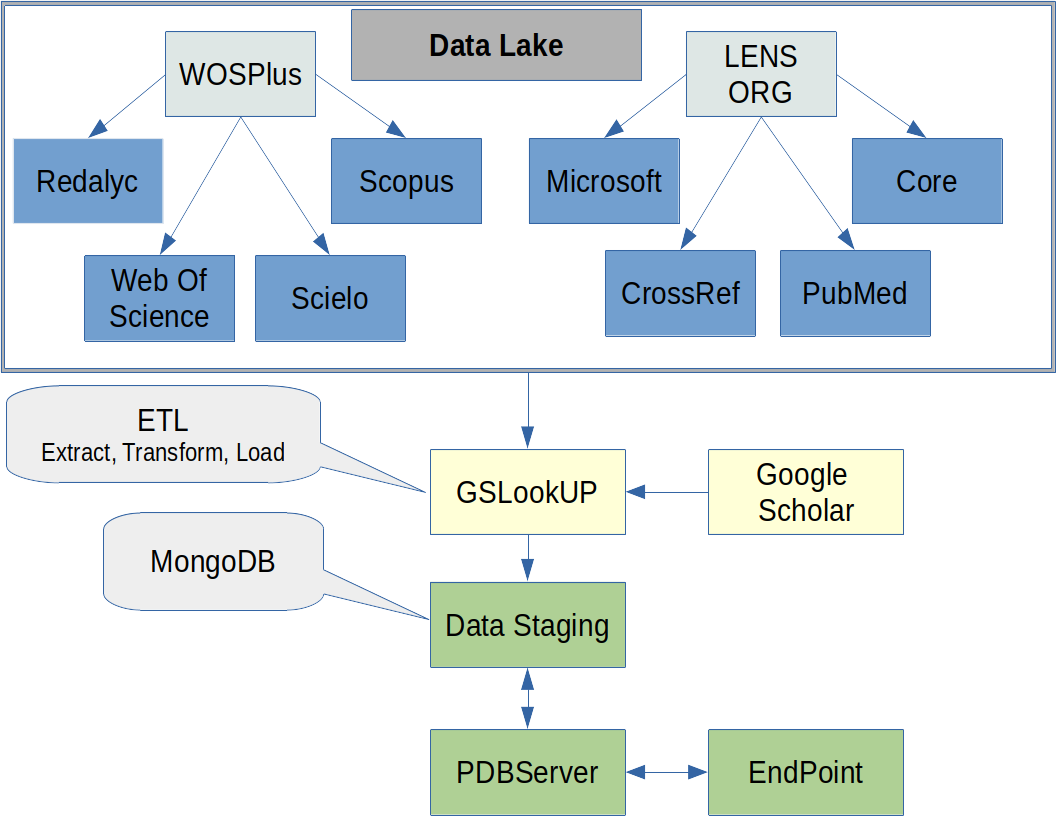 Data Lake
WOSPlus
LENS
ORG
Redalyc
Scopus
Microsoft
Core
Web Of
Science
Scielo
CrossRef
PubMed
ETL
Extract, Transform, Load
GSLookUP
Google
Scholar
MongoDB
Data Staging
PDBServer
EndPoint